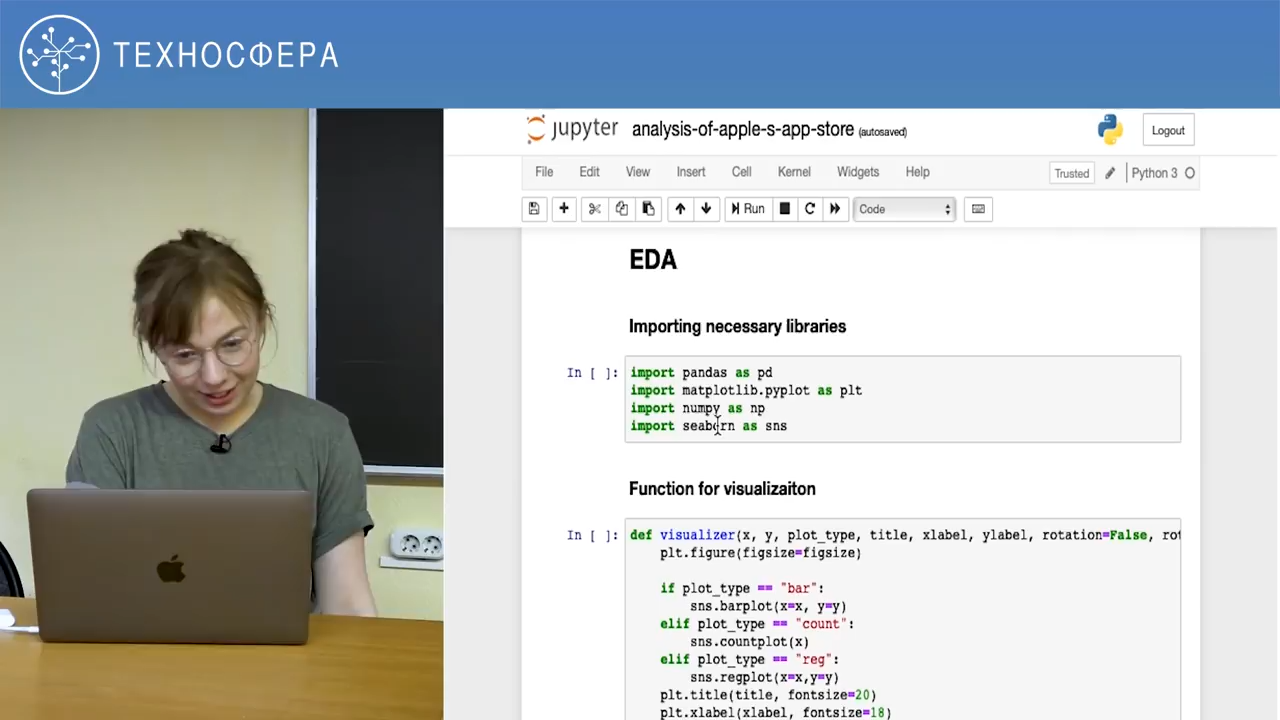 ТЕХНОСФЕРА
jupyter analysis-of-apple-s-app-store (autosaved) Logout
File Edit View Insert Cell Kernel Widgets Help Trusted Python 3
Run Code
EDA
Importing necessary libraries
In [ ]: import pandas as pd
import matplotlib.pyplot as plt
import numpy as np
import seaborn as sns
Function for visualizaiton
In [ ]: def visualizer(x, y, plot_type, title, xlabel, ylabel, rotation=False, rot
plt.figure(figsize=figsize)
if plot_type == "bar":
sns.barplot(x=x, y=y)
elif plot_type == "count":
sns.countplot(x)
elif plot_type == "reg":
sns.regplot(x=x,y=y)
plt.title(title, fontsize=20)
plt.xlabel(xlabel, fontsize=18)